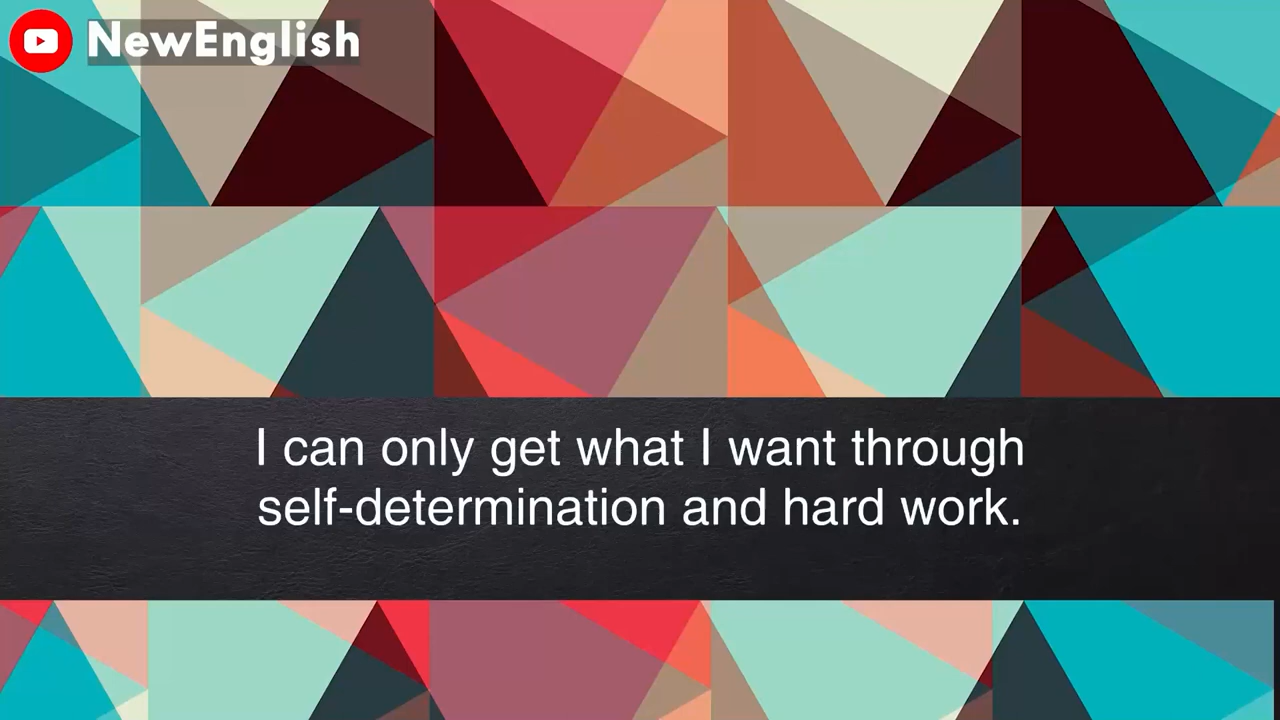 NewEnglish
I can only get what I want through
self-determination and hard work.